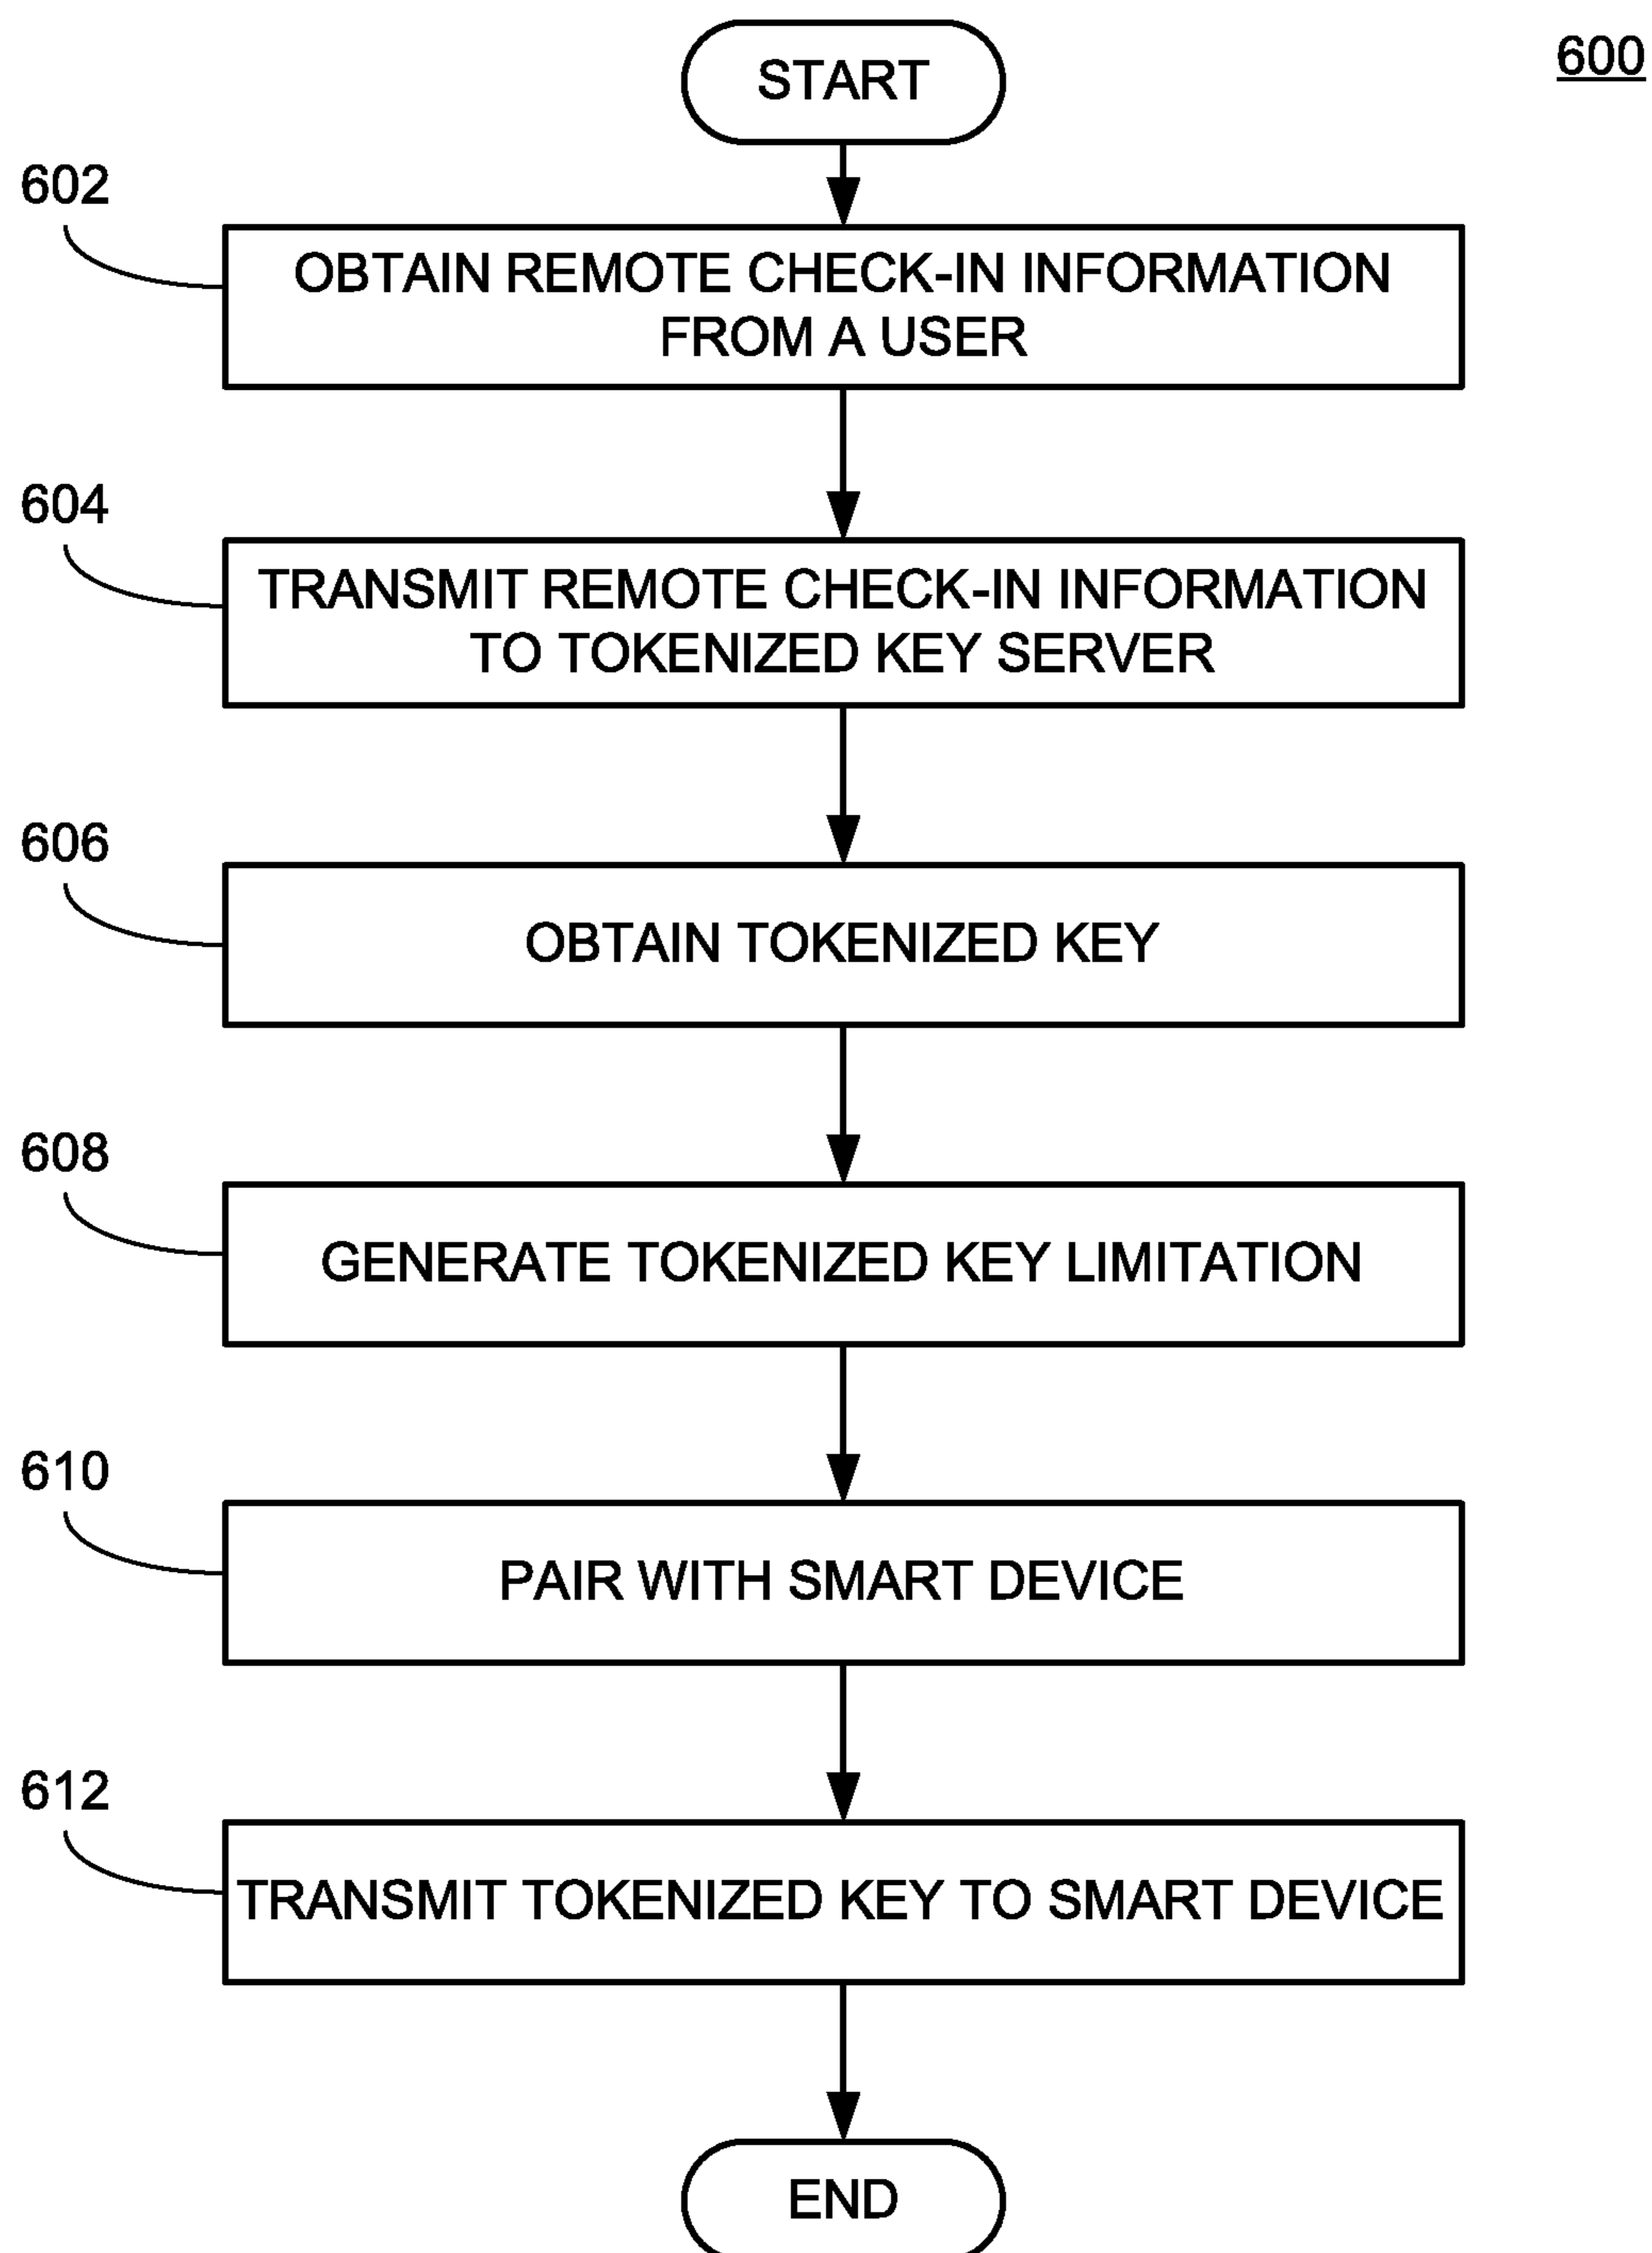 600
START
602
OBTAIN REMOTE CHECK-IN INFORMATION
FROM A USER
604
TRANSMIT REMOTE CHECK-IN INFORMATION
TO TOKENIZED KEY SERVER
606
OBTAIN TOKENIZED KEY
608
GENERATE TOKENIZED KEY LIMITATION
610
PAIR WITH SMART DEVICE
612
TRANSMIT TOKENIZED KEY TO SMART DEVICE
END